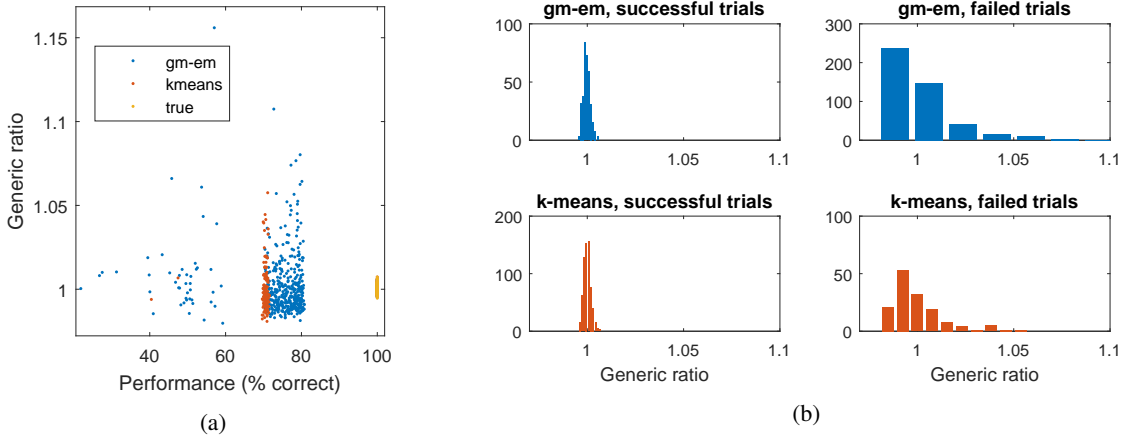 1.15
1.1
1.05
1
Generic ratio
gm-em
kmeans
true
40
60
80
100
Performance (% correct)
(a)
gm-em, successful trials
100
50
0
1
1.05
1.1
gm-em, failed trials
300
200
100
0
1
1.05
1.1
k-means, successful trials
200
100
0
1
1.05
1.1
Generic ratio
k-means, failed trials
100
50
0
1
1.05
1.1
Generic ratio
(b)